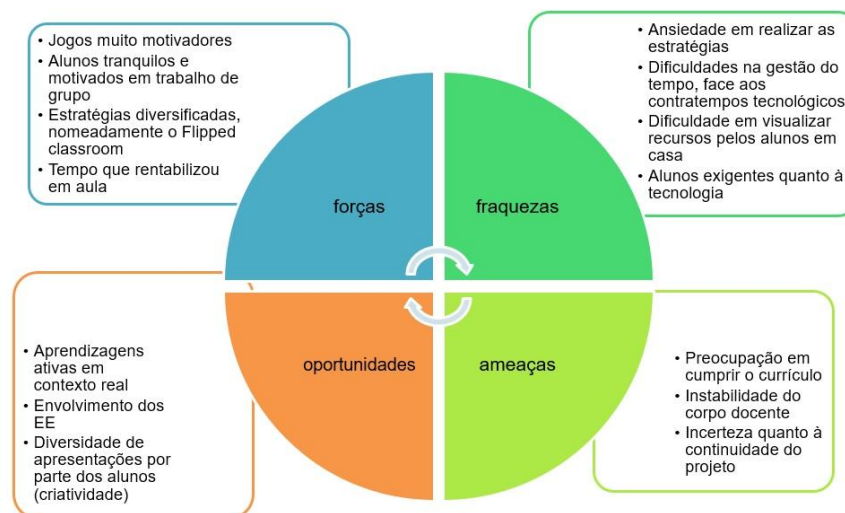 • Jogos muito motivadores
• Alunos tranquilos e
motivados em trabalho de
grupo
• Estratégias diversificadas,
nomeadamente o Flipped
classroom
• Tempo que rentabilizou
em aula
• Ansiedade em realizar as
estratégias
• Dificuldades na gestão do
tempo, face aos
contratempos tecnológicos
• Dificuldade em visualizar
recursos pelos alunos em
casa
• Alunos exigentes quanto à
tecnologia
forças
fraquezas
oportunidades
ameaças
• Aprendizagens
ativas em
contexto real
• Envolvimento dos
EE
• Diversidade de
apresentações por
parte dos alunos
(criatividade)
• Preocupação em
cumprir o currículo
• Instabilidade do
corpo docente
• Incerteza quanto à
continuidade do
projeto